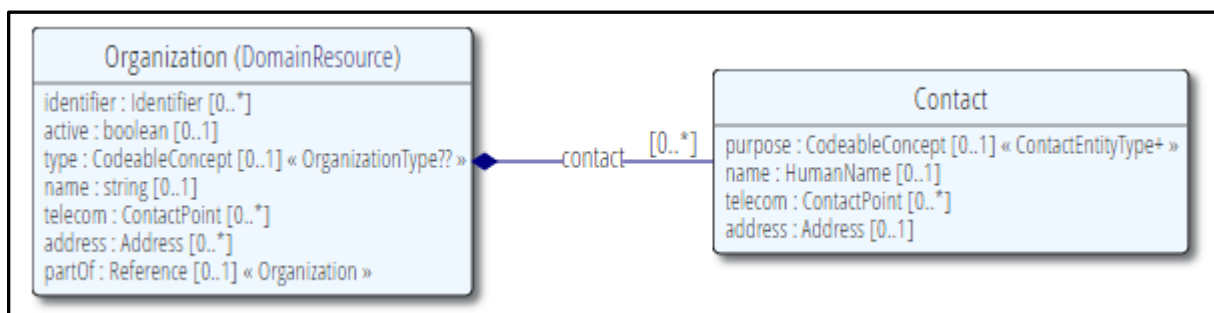 Organization (DomainResource)
identifier : Identifier [0..*]
active : boolean [0..1]
type : CodeableConcept [0..1] « OrganizationType?? »
name : string [0..1]
telecom : ContactPoint [0..*]
address : Address [0..*]
partOf : Reference [0..1] « Organization »
contact
[0..*]
Contact
purpose : CodeableConcept [0..1] « ContactEntityType+ »
name : HumanName [0..1]
telecom : ContactPoint [0..*]
address : Address [0..1]